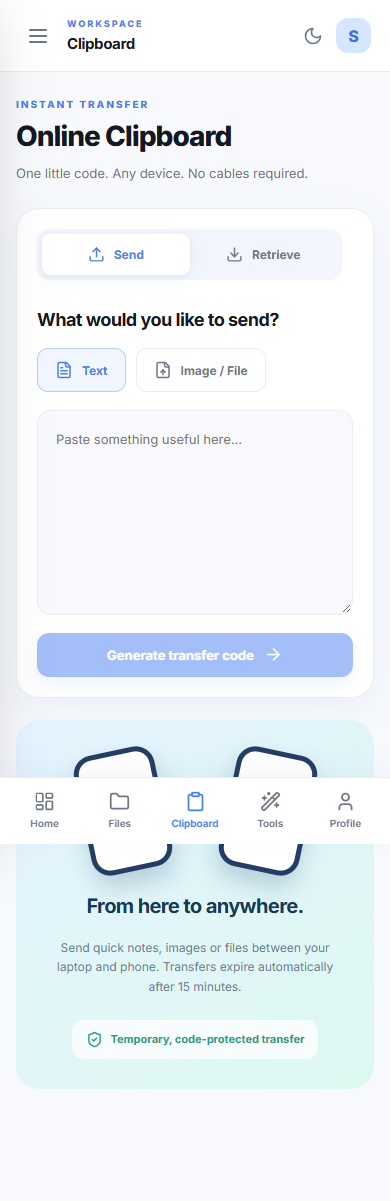 WORKSPACE
Clipboard
S
INSTANT TRANSFER
Online Clipboard
One little code. Any device. No cables required.
Send
Retrieve
What would you like to send?
Text
Image / File
Paste something useful here...
Generate transfer code
Home
Files
Clipboard
Tools
Profile
From here to anywhere.
Send quick notes, images or files between your
laptop and phone. Transfers expire automatically
after 15 minutes.
Temporary, code-protected transfer